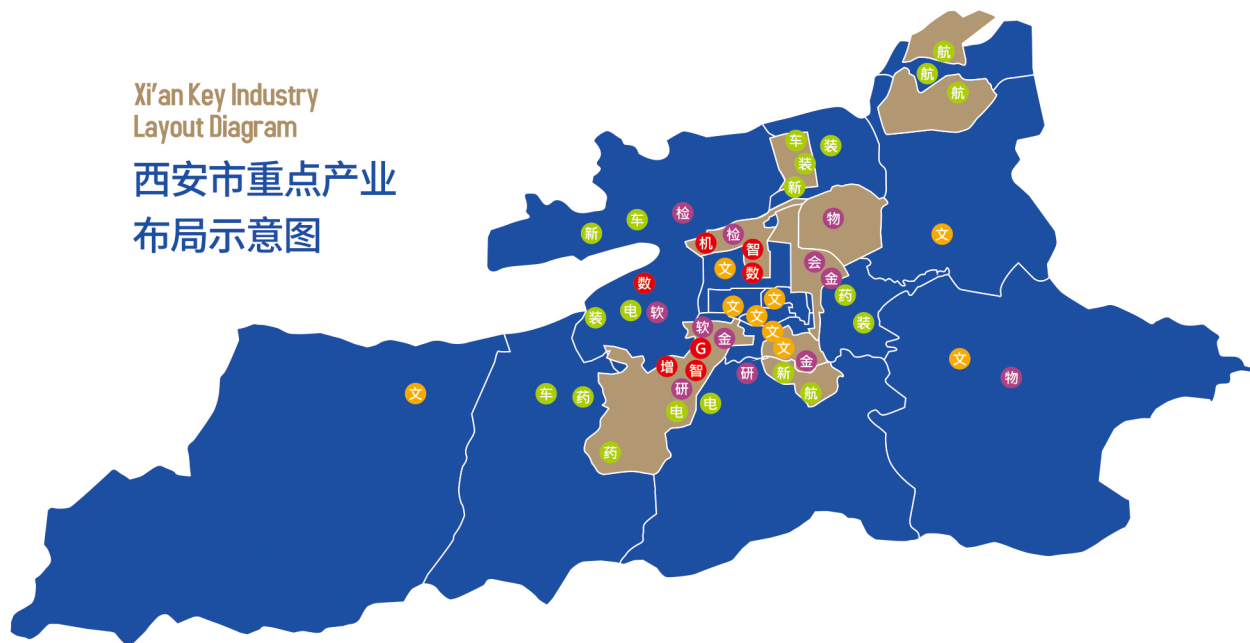 Xi'an Key Industry
Layout Diagram
西安市重点产业
布局示意图
航
航
航
车
装
装
新
检
物
车
新
检
文
机
智
会
文
数
金
数
药
文
电
文
软
文
装
装
软
文
金
G
文
文
金
增
智
研
新
物
研
文
车
药
航
电
电
药